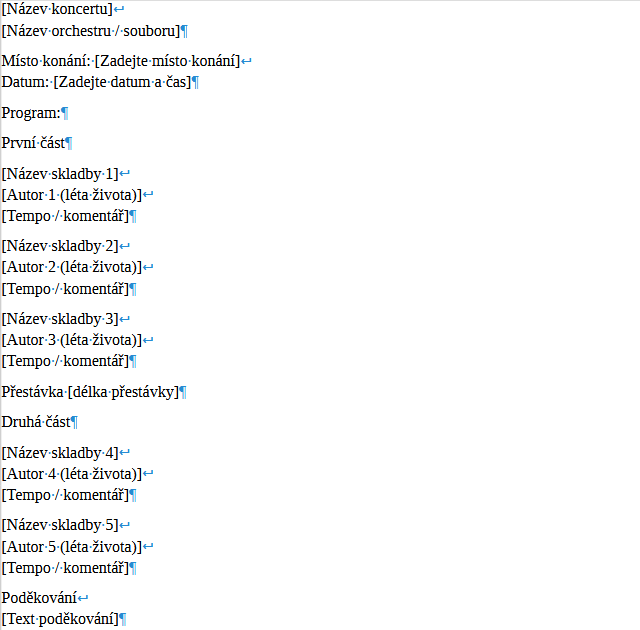 [Název koncertu]
[Název orchestru / souboru]
Místo konání: [Zadejte místo konání]
Datum: [Zadejte datum a čas]
Program:
První část
[Název skladby 1]
[Autor 1 (léta života)]
[Tempo / komentář]
[Název skladby 2]
[Autor 2 (léta života)]
[Tempo / komentář]
[Název skladby 3]
[Autor 3 (léta života)]
[Tempo / komentář]
Přestávka [délka přestávky]
Druhá část
[Název skladby 4]
[Autor 4 (léta života)]
[Tempo / komentář]
[Název skladby 5]
[Autor 5 (léta života)]
[Tempo / komentář]
Poděkování
[Text poděkování]